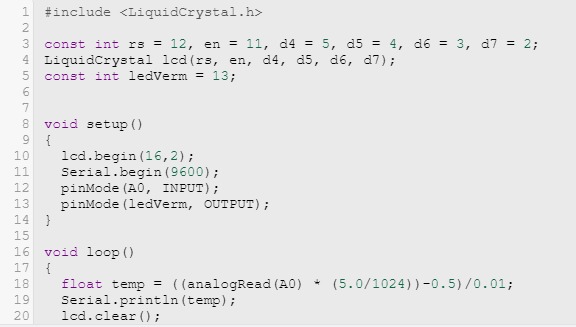 1 #include <LiquidCrystal.h>
2
3 const int rs = 12, en = 11, d4 = 5, d5 = 4, d6 = 3, d7 = 2;
4 LiquidCrystal lcd(rs, en, d4, d5, d6, d7);
5 const int ledVerm = 13;
6
7
8 void setup()
9 {
10   lcd.begin(16,2);
11   Serial.begin(9600);
12   pinMode(A0, INPUT);
13   pinMode(ledVerm, OUTPUT);
14 }
15
16 void loop()
17 {
18   float temp = ((analogRead(A0) * (5.0/1024))-0.5)/0.01;
19   Serial.println(temp);
20   lcd.clear();